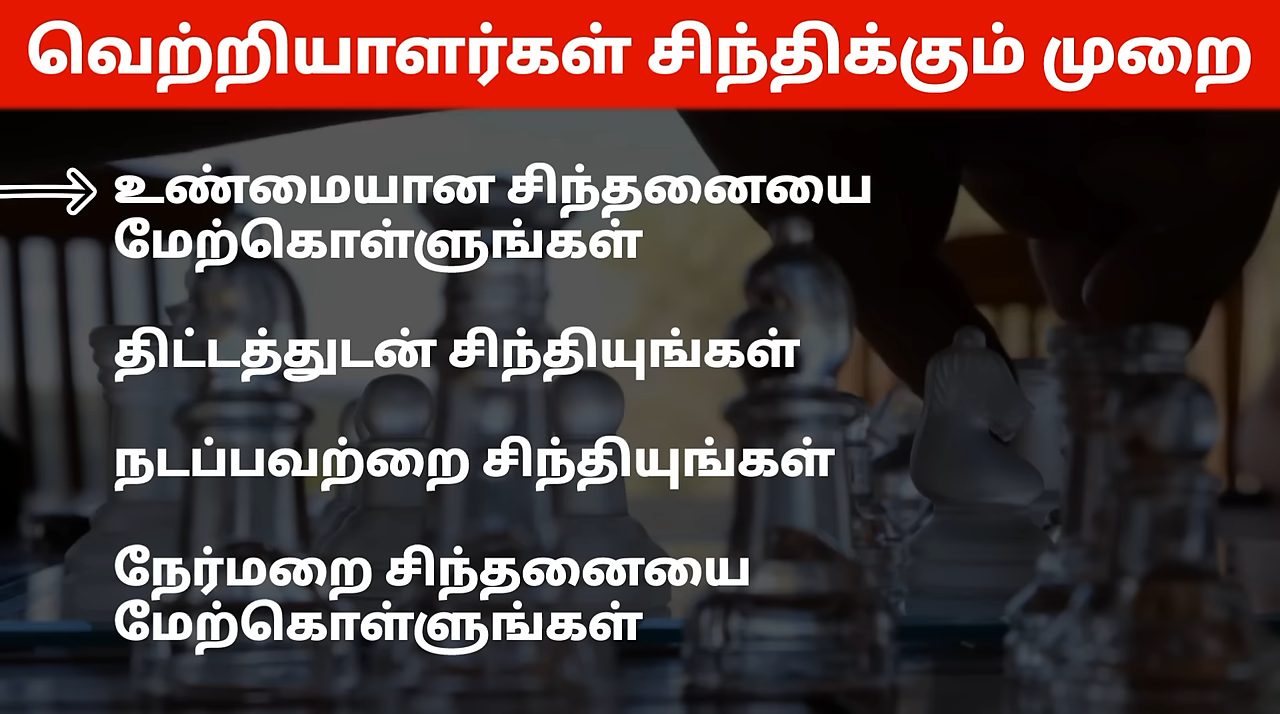 வெற்றியாளர்கள் சிந்திக்கும் முறை
உண்மையான சிந்தனையை
மேற்கொள்ளுங்கள்
திட்டத்துடன் சிந்தியுங்கள்
நடப்பவற்றை சிந்தியுங்கள்
நேர்மறை சிந்தனையை
மேற்கொள்ளுங்கள்